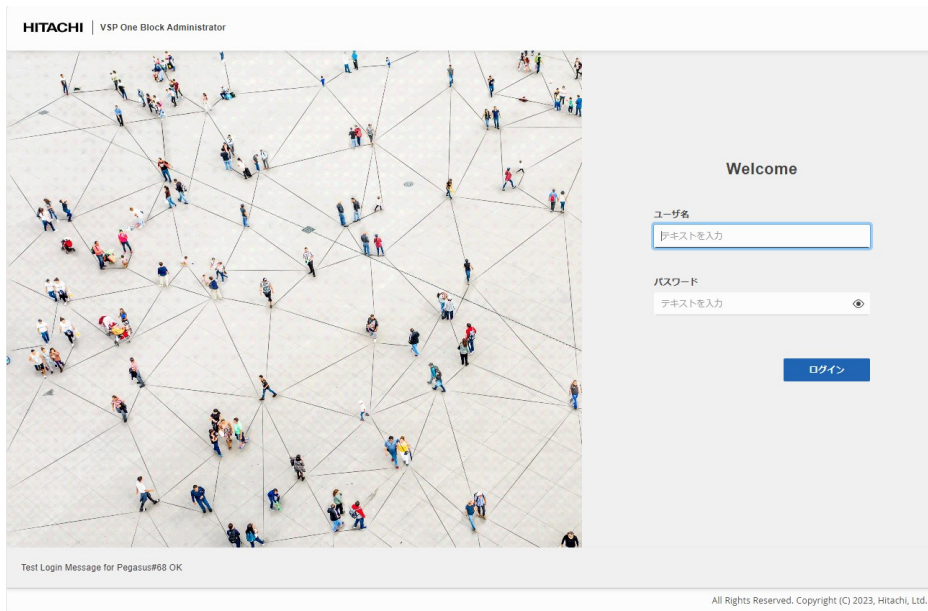 HITACHI
VSP One Block Administrator
Welcome
ユーザ名
テキストを入力
パスワード
テキストを入力
ログイン
Test Login Message for Pegasus#68 OK
All Rights Reserved. Copyright (C) 2023, Hitachi, Ltd.